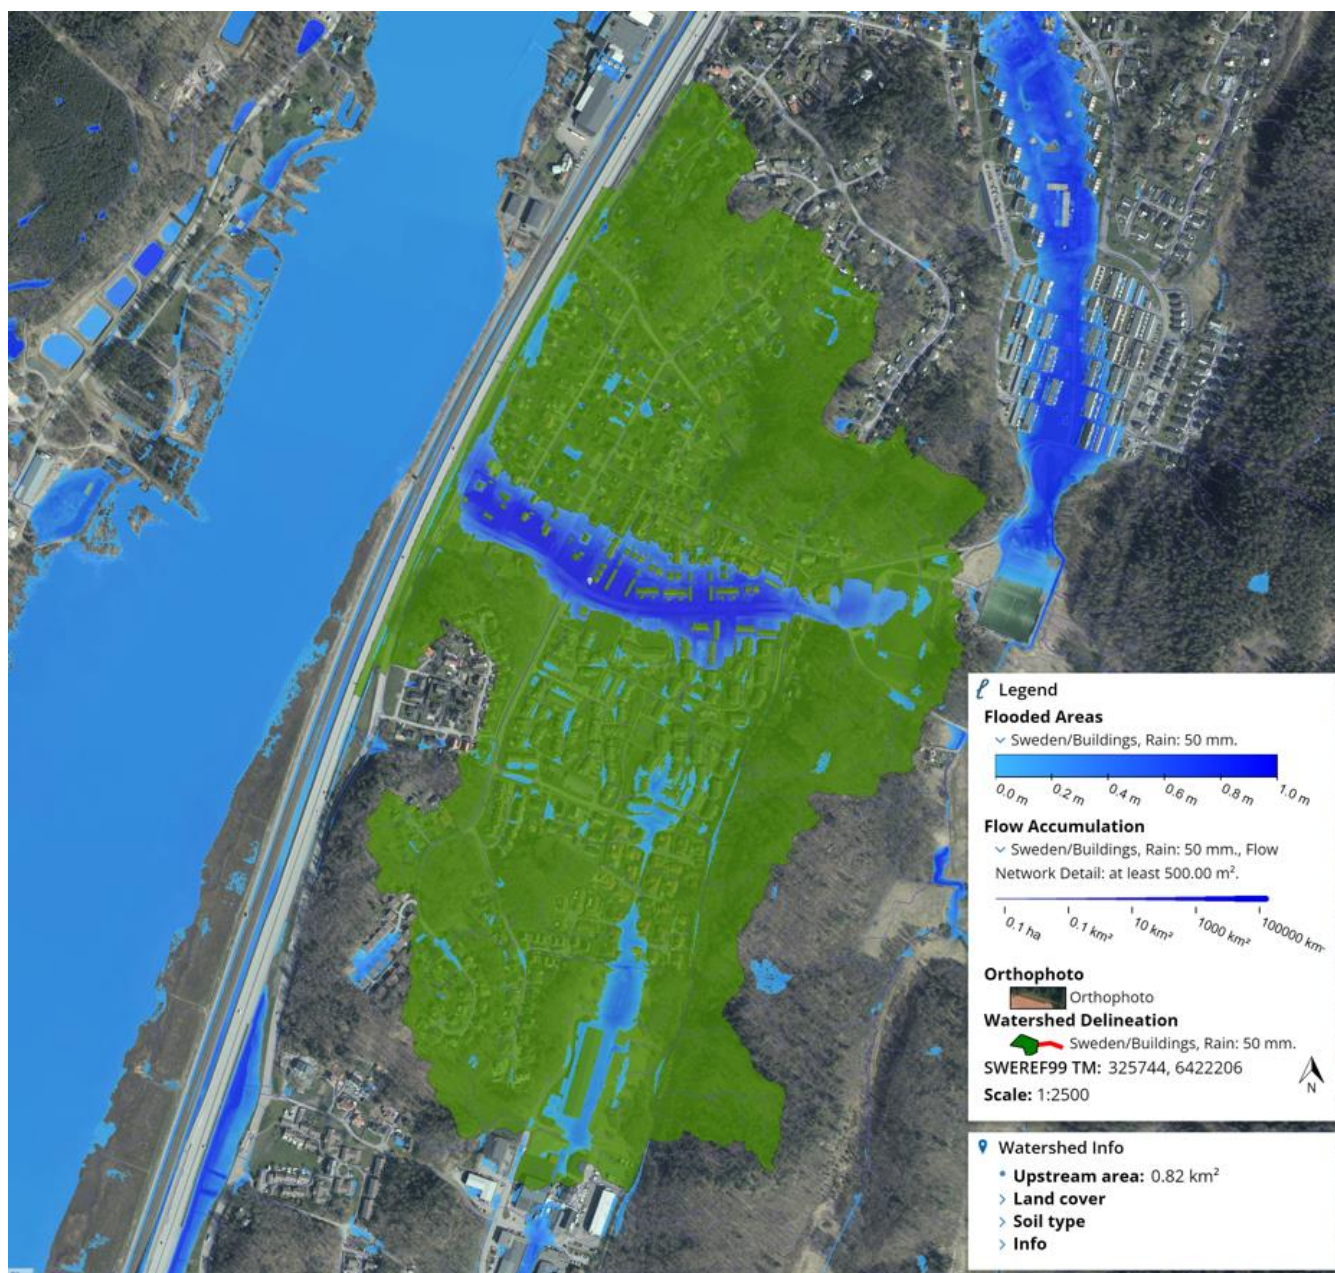 Legend
Flooded Areas
Sweden/Buildings, Rain: 50 mm.
0.0 m 0.2 m 0.4 m 0.6 m 0.8 m 1.0 m
Flow Accumulation
Sweden/Buildings, Rain: 50 mm., Flow
Network Detail: at least 500.00 m².
0.1 ha 0.1 km² 10 km² 1000 km² 100000 km
Orthophoto
Orthophoto
Watershed Delineation
Sweden/Buildings, Rain: 50 mm.
SWEREF99 TM: 325744, 6422206
Scale: 1:2500
N
Watershed Info
• Upstream area: 0.82 km²
> Land cover
> Soil type
> Info